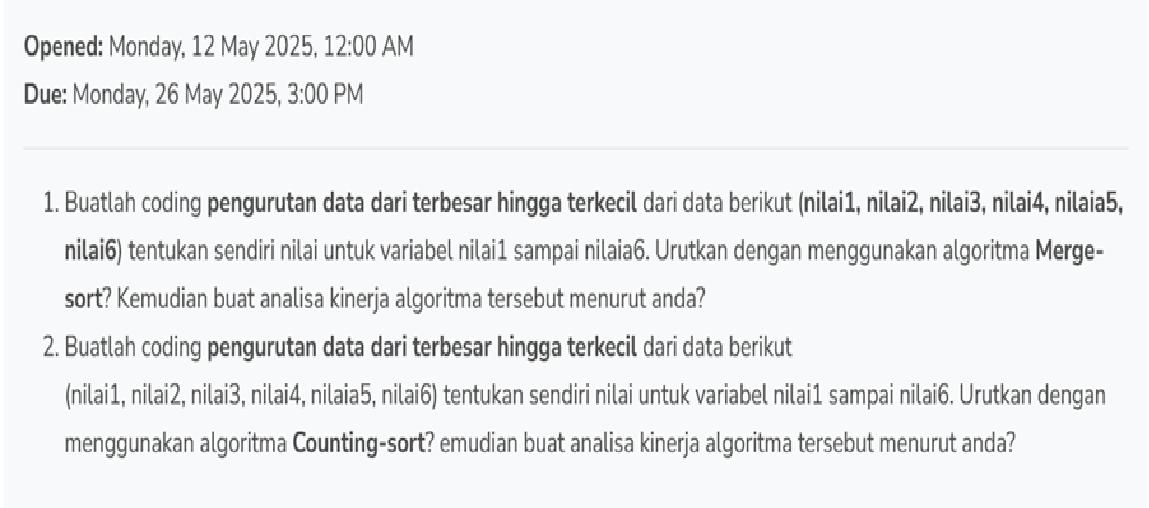 Opened: Monday, 12 May 2025, 12:00 AM
Due: Monday, 26 May 2025, 3:00 PM
1. Buatlah coding pengurutan data dari terbesar hingga terkecil dari data berikut (nilai1, nilai2, nilai3, nilai4, nilaia5,
nilai6) tentukan sendiri nilai untuk variabel nilai1 sampai nilaia6. Urutkan dengan menggunakan algoritma Merge-
sort? Kemudian buat analisa kinerja algoritma tersebut menurut anda?
2. Buatlah coding pengurutan data dari terbesar hingga terkecil dari data berikut
(nilai1, nilai2, nilai3, nilai4, nilaia5, nilai6) tentukan sendiri nilai untuk variabel nilai1 sampai nilai6. Urutkan dengan
menggunakan algoritma Counting-sort? emudian buat analisa kinerja algoritma tersebut menurut anda?